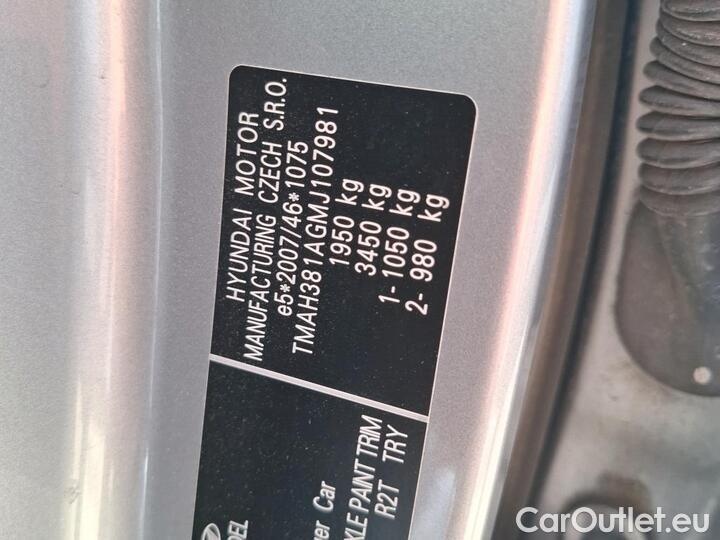 HYUNDAI MOTOR
MANUFACTURING CZECH S.R.O.
e5*2007/46*1075
TMAH381AGMJ107981
1950 kg
3450 kg
1- 1050 kg
2- 980 kg
Car
PAINT TRIM
R2T TRY
CarOutlet.eu